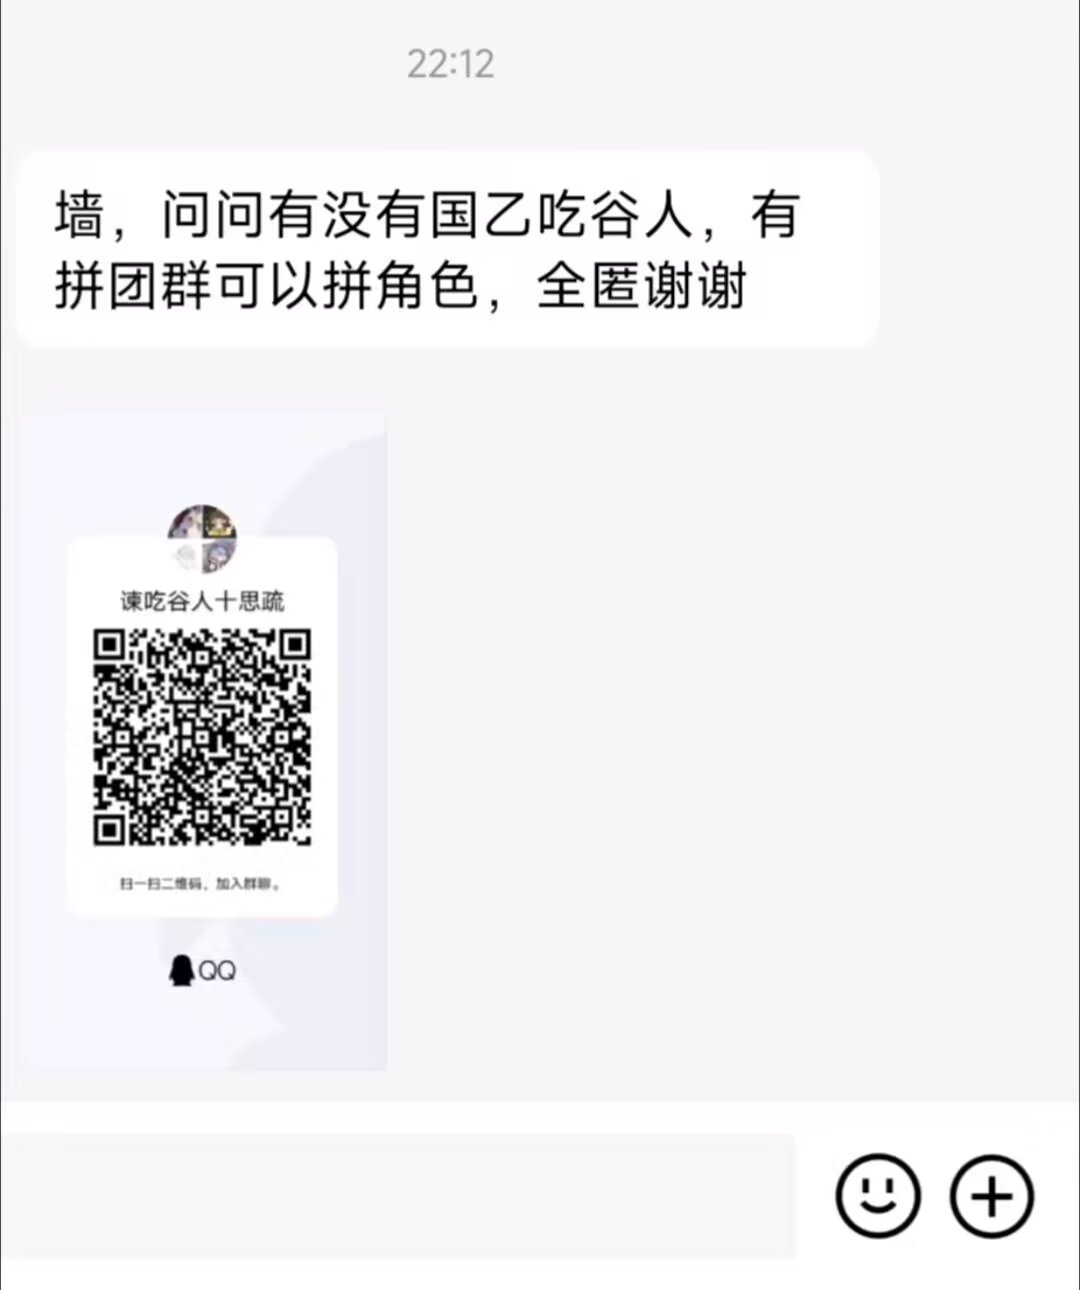 22:12
墙，问问有没有国乙吃谷人，有
拼团群可以拼角色，全匿谢谢
谏吃谷人十思疏
扫一扫二维码，加入群聊。
QQ